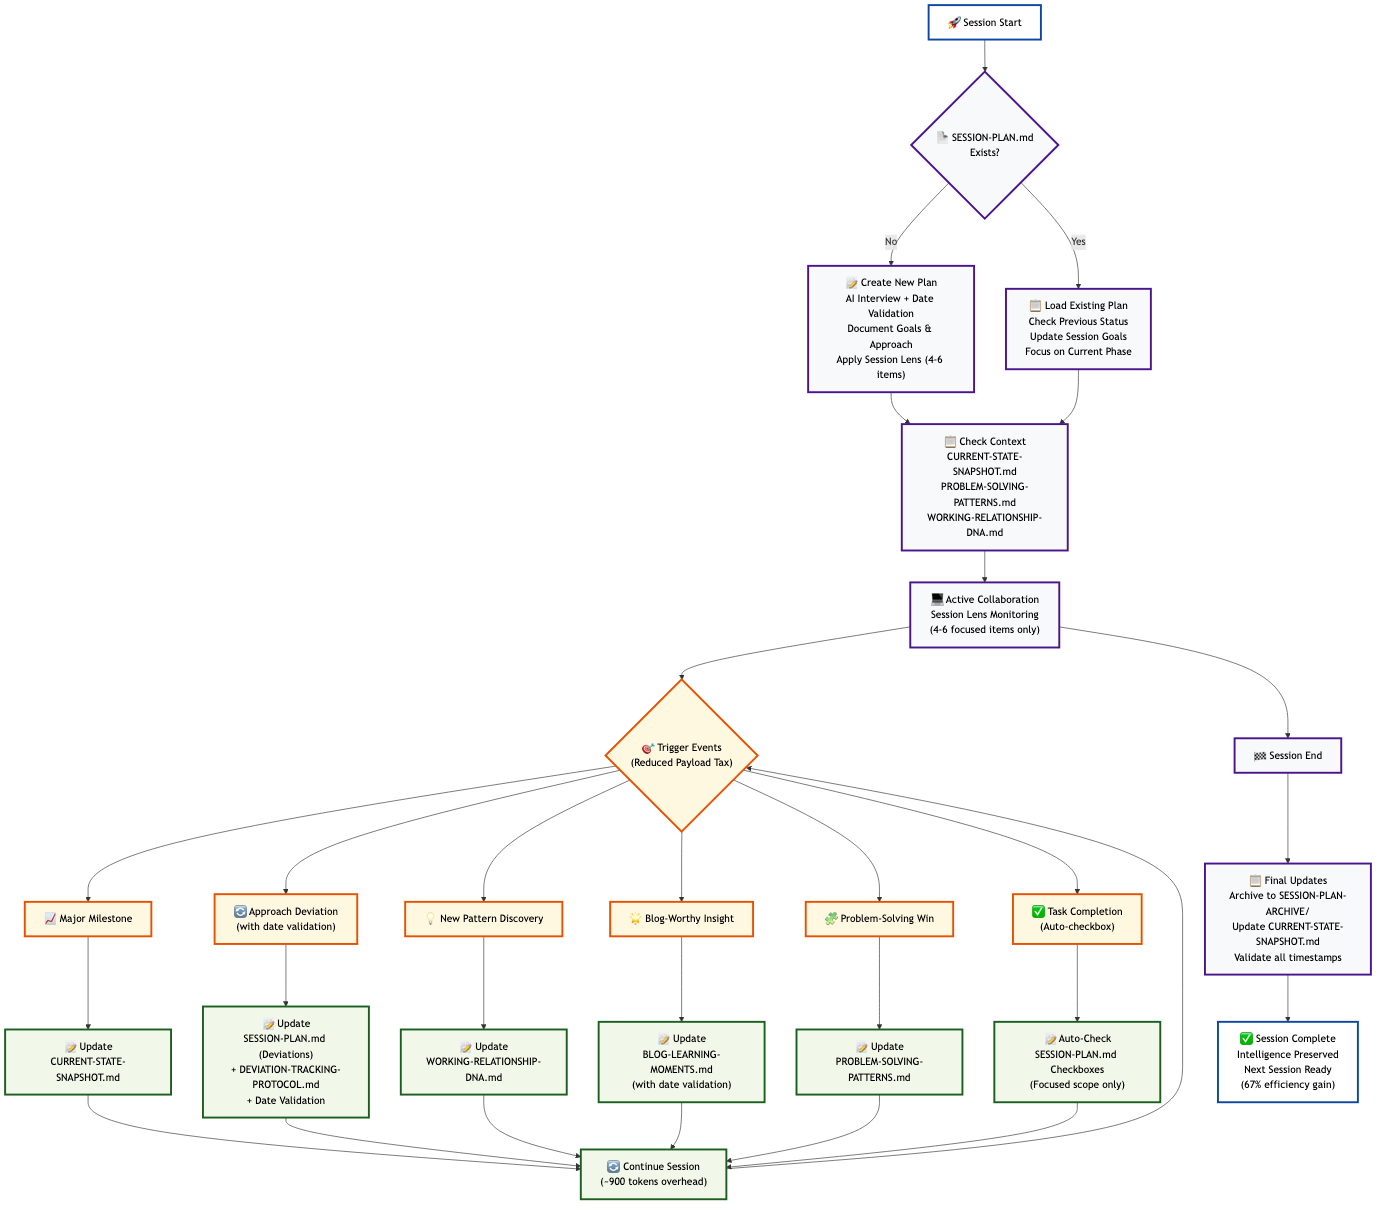 🚀 Session Start
📄 SESSION-PLAN.md
Exists?
No
Yes
📝 Create New Plan
AI Interview + Date
Validation
Document Goals &
Approach
Apply Session Lens (4-6
items)
📋 Load Existing Plan
Check Previous Status
Update Session Goals
Focus on Current Phase
📋 Check Context
CURRENT-STATE-
SNAPSHOT.md
PROBLEM-SOLVING-
PATTERNS.md
WORKING-RELATIONSHIP-
DNA.md
💻 Active Collaboration
Session Lens Monitoring
(4-6 focused items only)
🎯 Trigger Events
(Reduced Payload Tax)
🏁 Session End
📈 Major Milestone
🔄 Approach Deviation
(with date validation)
💡 New Pattern Discovery
🌟 Blog-Worthy Insight
🧩 Problem-Solving Win
✅ Task Completion
(Auto-checkbox)
📋 Final Updates
Archive to SESSION-PLAN-
ARCHIVE/
Update CURRENT-STATE-
SNAPSHOT.md
Validate all timestamps
📝 Update
CURRENT-STATE-
SNAPSHOT.md
📝 Update
SESSION-PLAN.md
(Deviations)
+ DEVIATION-TRACKING-
PROTOCOL.md
+ Date Validation
📝 Update
WORKING-RELATIONSHIP-
DNA.md
📝 Update
BLOG-LEARNING-
MOMENTS.md
(with date validation)
📝 Update
PROBLEM-SOLVING-
PATTERNS.md
📝 Auto-Check
SESSION-PLAN.md
Checkboxes
(Focused scope only)
✅ Session Complete
Intelligence Preserved
Next Session Ready
(67% efficiency gain)
🔄 Continue Session
(~900 tokens overhead)